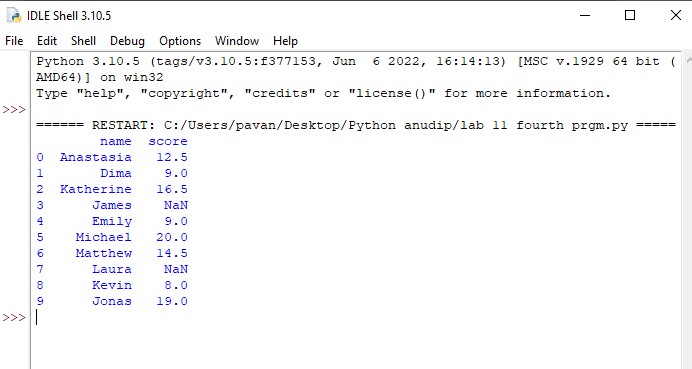 IDLE Shell 3.10.5
File Edit Shell Debug Options Window Help
Python 3.10.5 (tags/v3.10.5:f377153, Jun  6 2022, 16:14:13) [MSC v.1929 64 bit (
AMD64)] on win32
Type "help", "copyright", "credits" or "license()" for more information.
>>>
====== RESTART: C:/Users/pavan/Desktop/Python anudip/lab 11 fourth prgm.py =====
        name  score
0  Anastasia   12.5
1       Dima    9.0
2  Katherine   16.5
3      James    NaN
4      Emily    9.0
5    Michael   20.0
6    Matthew   14.5
7      Laura    NaN
8      Kevin    8.0
9      Jonas   19.0
>>>